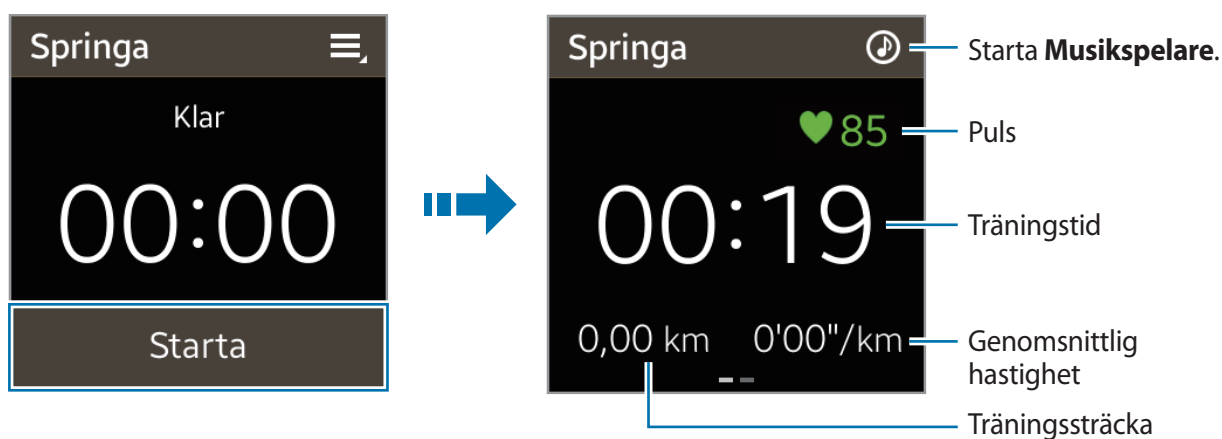 Springa
Klar
00:00
Starta
Springa
85
00:19
0,00 km 0'00"/km
Starta Musikspelare.
Puls
Träningstid
Genomsnittlig
hastighet
Träningssträcka